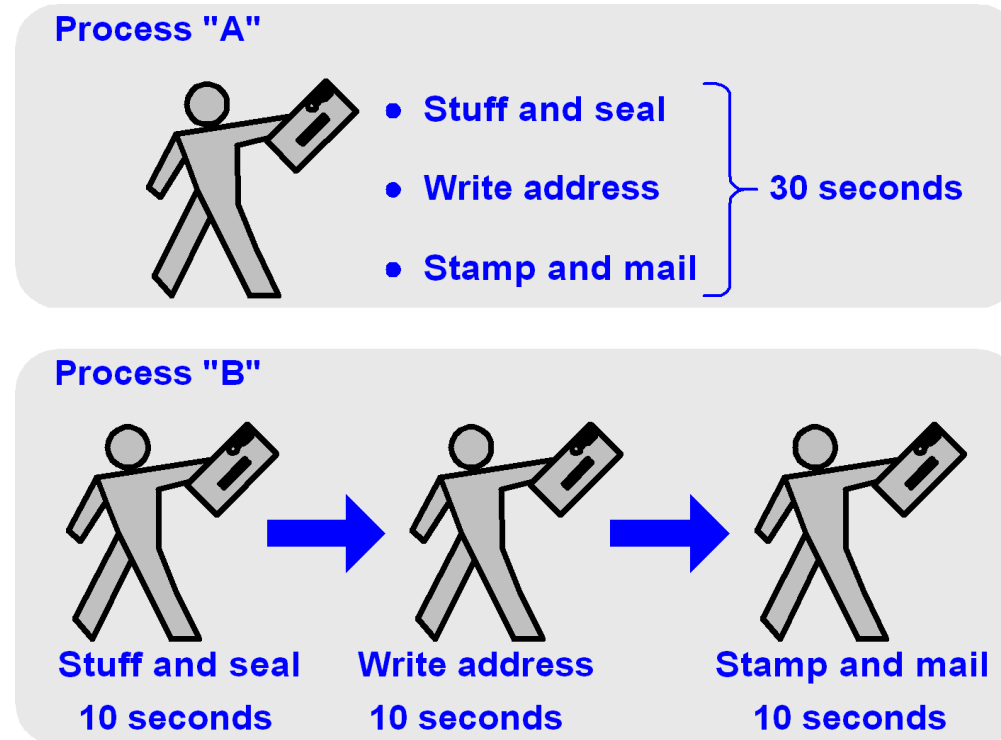 Process "A"
• Stuff and seal
• Write address
30 seconds
• Stamp and mail
Process "B"
Stuff and seal
10 seconds
Write address
10 seconds
Stamp and mail
10 seconds